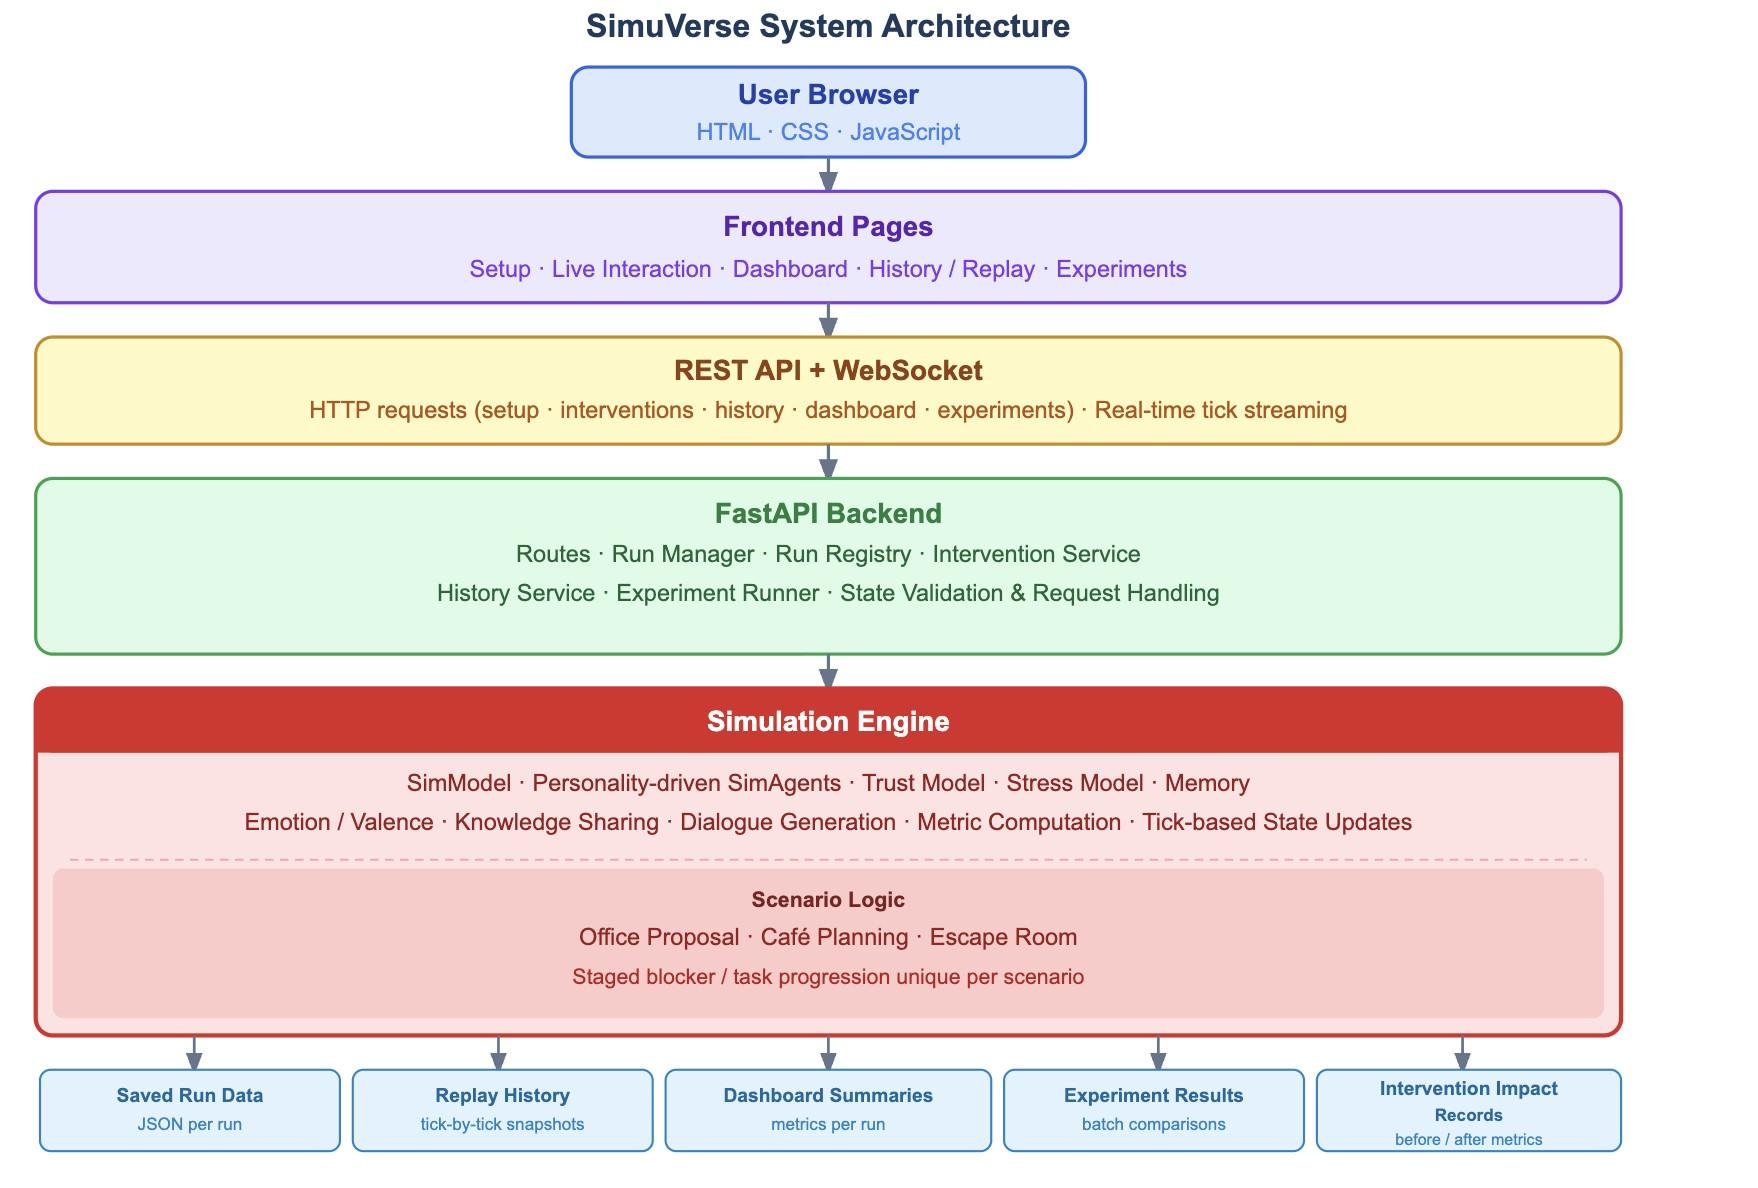 SimuVerse System Architecture
User Browser
HTML · CSS · JavaScript
Frontend Pages
Setup · Live Interaction · Dashboard · History / Replay · Experiments
REST API + WebSocket
HTTP requests (setup · interventions · history · dashboard · experiments) · Real-time tick streaming
FastAPI Backend
Routes · Run Manager · Run Registry · Intervention Service
History Service · Experiment Runner · State Validation & Request Handling
Simulation Engine
SimModel · Personality-driven SimAgents · Trust Model · Stress Model · Memory
Emotion / Valence · Knowledge Sharing · Dialogue Generation · Metric Computation · Tick-based State Updates
Scenario Logic
Office Proposal · Café Planning · Escape Room
Staged blocker / task progression unique per scenario
Saved Run Data
JSON per run
Replay History
tick-by-tick snapshots
Dashboard Summaries
metrics per run
Experiment Results
batch comparisons
Intervention Impact
Records
before / after metrics